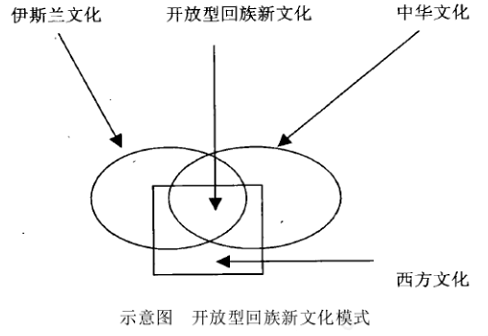 伊斯兰文化
开放型回族新文化
中华文化
西方文化
示意图 开放型回族新文化模式